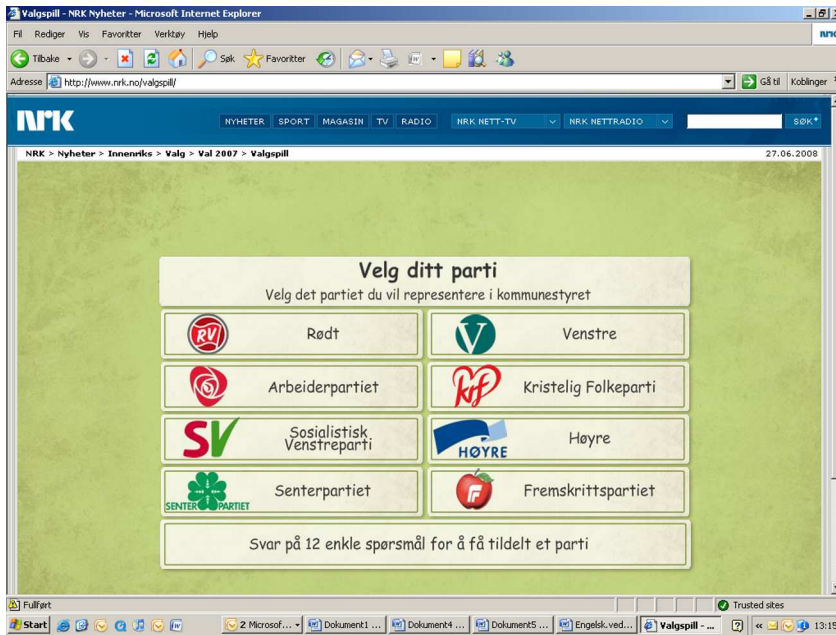 Valgspill - NRK Nyheter - Microsoft Internet Explorer
Fil Rediger Vis Favoritter Verktøy Hjelp
Tilbake Søk Favoritter
Adresse http://www.nrk.no/valgspill/ Gå til Koblinger
NRK NYHETER SPORT MAGASIN TV RADIO NRK NETT-TV NRK NETTRADIO SØK
NRK > Nyheter > Innenriks > Valg > Val 2007 > Valgspill 27.06.2008
Velg ditt parti
Velg det partiet du vil representere i kommunestyret
RV Rødt V Venstre
Arbeiderpartiet krf Kristelig Folkeparti
SV Sosialistisk Venstreparti HØYRE Høyre
SENTERPARTIET Senterpartiet F Fremskrittspartiet
Svar på 12 enkle spørsmål for å få tildelt et parti
Fullført Trusted sites
Start 2 Microsof... Dokument1 ... Dokument4 ... Dokument5 ... Engelsk.ved... Valgspill - ...